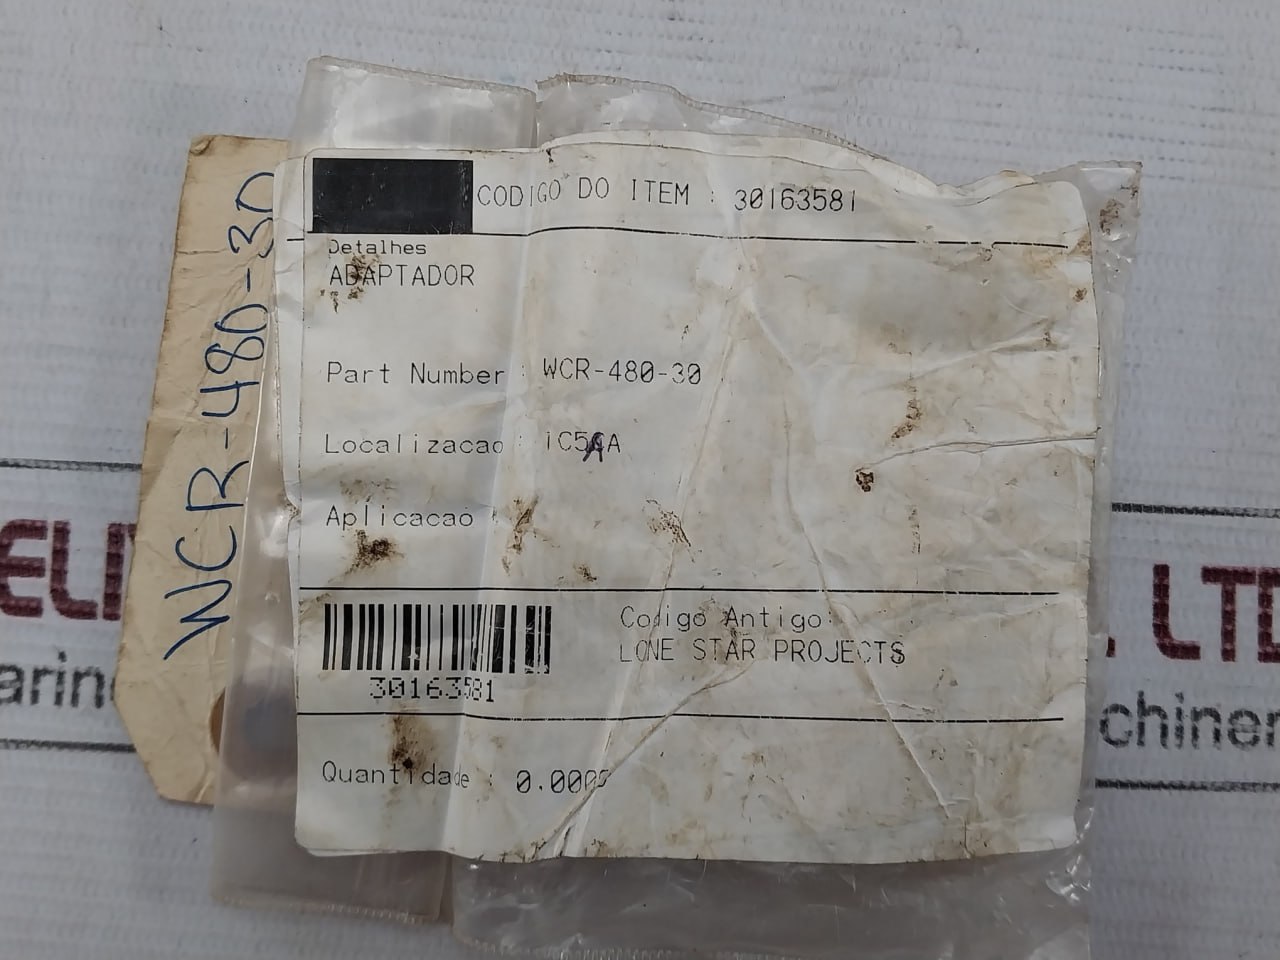 CODIGO DO ITEM : 30163581
Detalhes
ADAPTADOR
Part Number : WCR-480-30
Localizacao :
Aplicacao
30163581
Codigo Antigo:
LONE STAR PROJECTS
Quantidade : 0.000
WCR-480-30
LTD